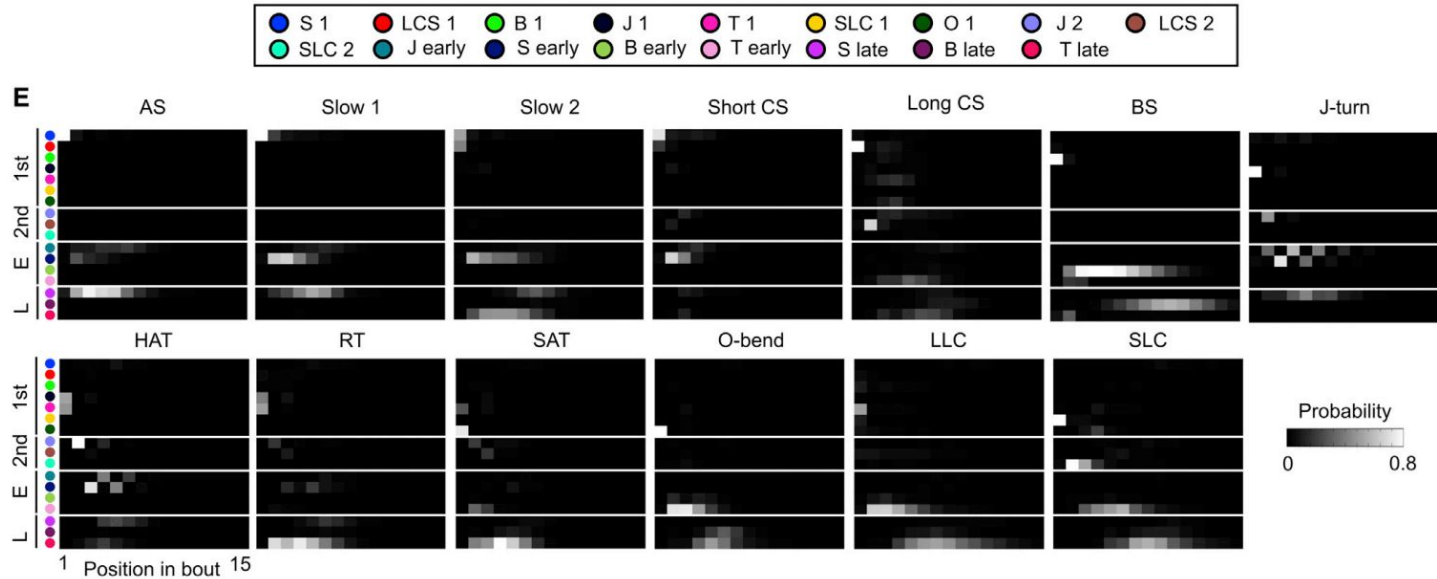 S 1 LCS 1 B 1 J 1 T 1 SLC 1 O 1 J 2 LCS 2
SLC 2 J early S early B early T early S late B late T late
E
AS Slow 1 Slow 2 Short CS Long CS BS J-turn
1st
2nd
E
L
HAT RT SAT O-bend LLC SLC
1st
2nd
E
L
Probability
0 0.8
1 Position in bout 15